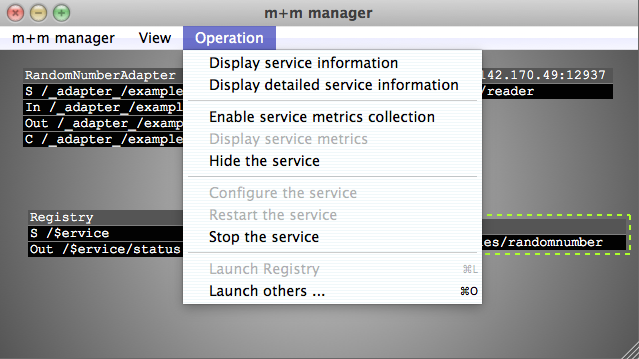 m+m manager
m+m manager View Operation
Display service information
Display detailed service information
Enable service metrics collection
Display service metrics
Hide the service
Configure the service
Restart the service
Stop the service
Launch Registry ⌘L
Launch others ... ⌘O
RandomNumberAdapter
S /_adapter_/example
In /_adapter_/exampl
Out /_adapter_/exam
C /_adapter_/example
142.170.49:12937
/reader
Registry
S /$ervice
Out /$ervice/status
es/randomnumber